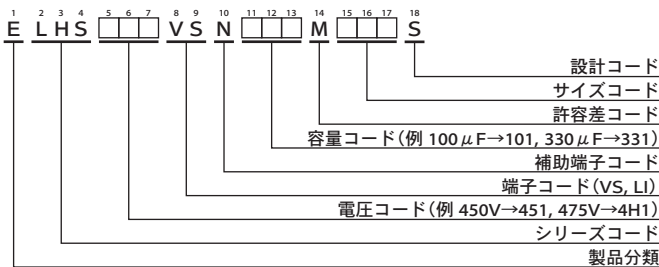 1 2 3 4 5 6 7 8 9 10 11 12 13 14 15 16 17 18
E L H S □□□ V S N □□□ M □□□ S
設計コード
サイズコード
許容差コード
容量コード(例 100μF→101, 330μF→331)
補助端子コード
端子コード(VS, LI)
電圧コード(例 450V→451, 475V→4H1)
シリーズコード
製品分類